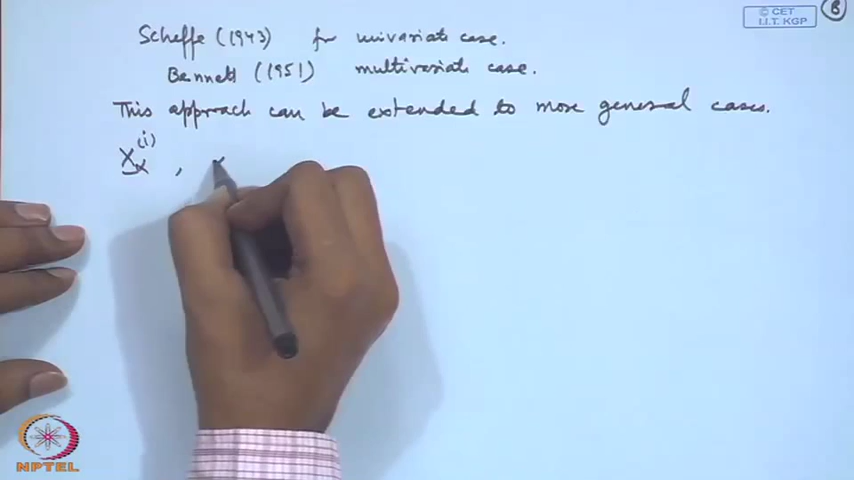 © CET
I.I.T. KGP
8
Scheffe (1943) for univariate case.
Bennett (1951) multivariate case.
This approach can be extended to more general cases.
X_α^(i) ,
NPTEL